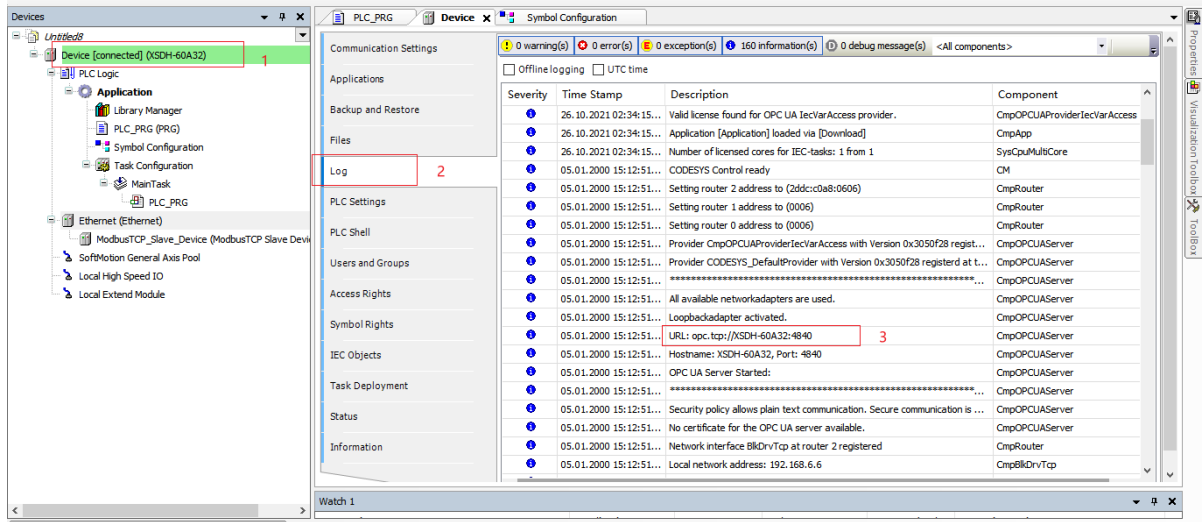 Devices
Untitled8
Device [connected] (XSDH-60A32)
1
PLC Logic
Application
Library Manager
PLC_PRG (PRG)
Symbol Configuration
Task Configuration
MainTask
PLC_PRG
Ethernet (Ethernet)
ModbusTCP_Slave_Device (ModbusTCP Slave Devi
SoftMotion General Axis Pool
Local High Speed IO
Local Extend Module
PLC_PRG Device Symbol Configuration
Communication Settings
Applications
Backup and Restore
Files
Log
2
PLC Settings
PLC Shell
Users and Groups
Access Rights
Symbol Rights
IEC Objects
Task Deployment
Status
Information
0 warning(s) 0 error(s) 0 exception(s) 160 information(s) 0 debug message(s) <All components>
Offline logging UTC time
Severity Time Stamp Description Component
26.10.2021 02:34:15... Valid license found for OPC UA IecVarAccess provider. CmpOPCUAProviderIecVarAccess
26.10.2021 02:34:15... Application [Application] loaded via [Download] CmpApp
26.10.2021 02:34:15... Number of licensed cores for IEC-tasks: 1 from 1 SysCpuMultiCore
05.01.2000 15:12:51... CODESYS Control ready CM
05.01.2000 15:12:51... Setting router 2 address to (2ddc:c0a8:0606) CmpRouter
05.01.2000 15:12:51... Setting router 1 address to (0006) CmpRouter
05.01.2000 15:12:51... Setting router 0 address to (0006) CmpRouter
05.01.2000 15:12:51... Provider CmpOPCUAProviderIecVarAccess with Version 0x3050f28 regist... CmpOPCUAServer
05.01.2000 15:12:51... Provider CODESYS_DefaultProvider with Version 0x3050f28 registerd at t... CmpOPCUAServer
05.01.2000 15:12:51... **********************************************************... CmpOPCUAServer
05.01.2000 15:12:51... All available networkadapters are used. CmpOPCUAServer
05.01.2000 15:12:51... Loopbackadapter activated. CmpOPCUAServer
05.01.2000 15:12:51... URL: opc.tcp://XSDH-60A32:4840 3 CmpOPCUAServer
05.01.2000 15:12:51... Hostname: XSDH-60A32, Port: 4840 CmpOPCUAServer
05.01.2000 15:12:51... OPC UA Server Started: CmpOPCUAServer
05.01.2000 15:12:51... **********************************************************... CmpOPCUAServer
05.01.2000 15:12:51... Security policy allows plain text communication. Secure communication is ... CmpOPCUAServer
05.01.2000 15:12:51... No certificate for the OPC UA server available. CmpOPCUAServer
05.01.2000 15:12:51... Network interface BlkDrvTcp at router 2 registered CmpRouter
05.01.2000 15:12:51... Local network address: 192.168.6.6 CmpBlkDrvTcp
Watch 1
Properties
Visualization Toolbox
ToolBox